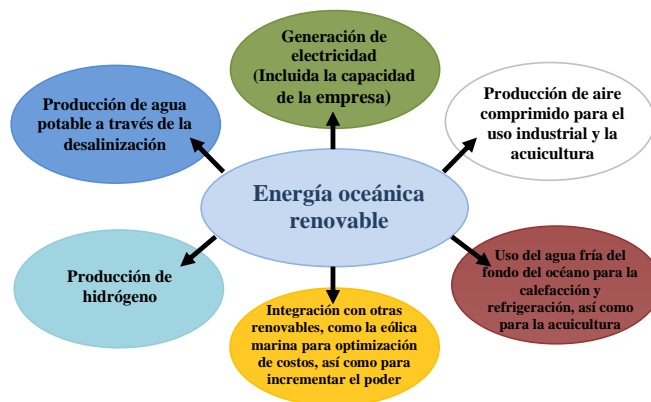 Generación de
electricidad
(Incluida la capacidad
de la empresa)
Producción de agua
potable a través de la
desalinización
Producción de aire
comprimido para el
uso industrial y la
acuicultura
Energía oceánica
renovable
Producción de
hidrógeno
Integración con otras
renovables, como la eólica
marina para optimización
de costos, así como para
incrementar el poder
Uso del agua fría del
fondo del océano para la
calefacción y
refrigeración, así como
para la acuicultura